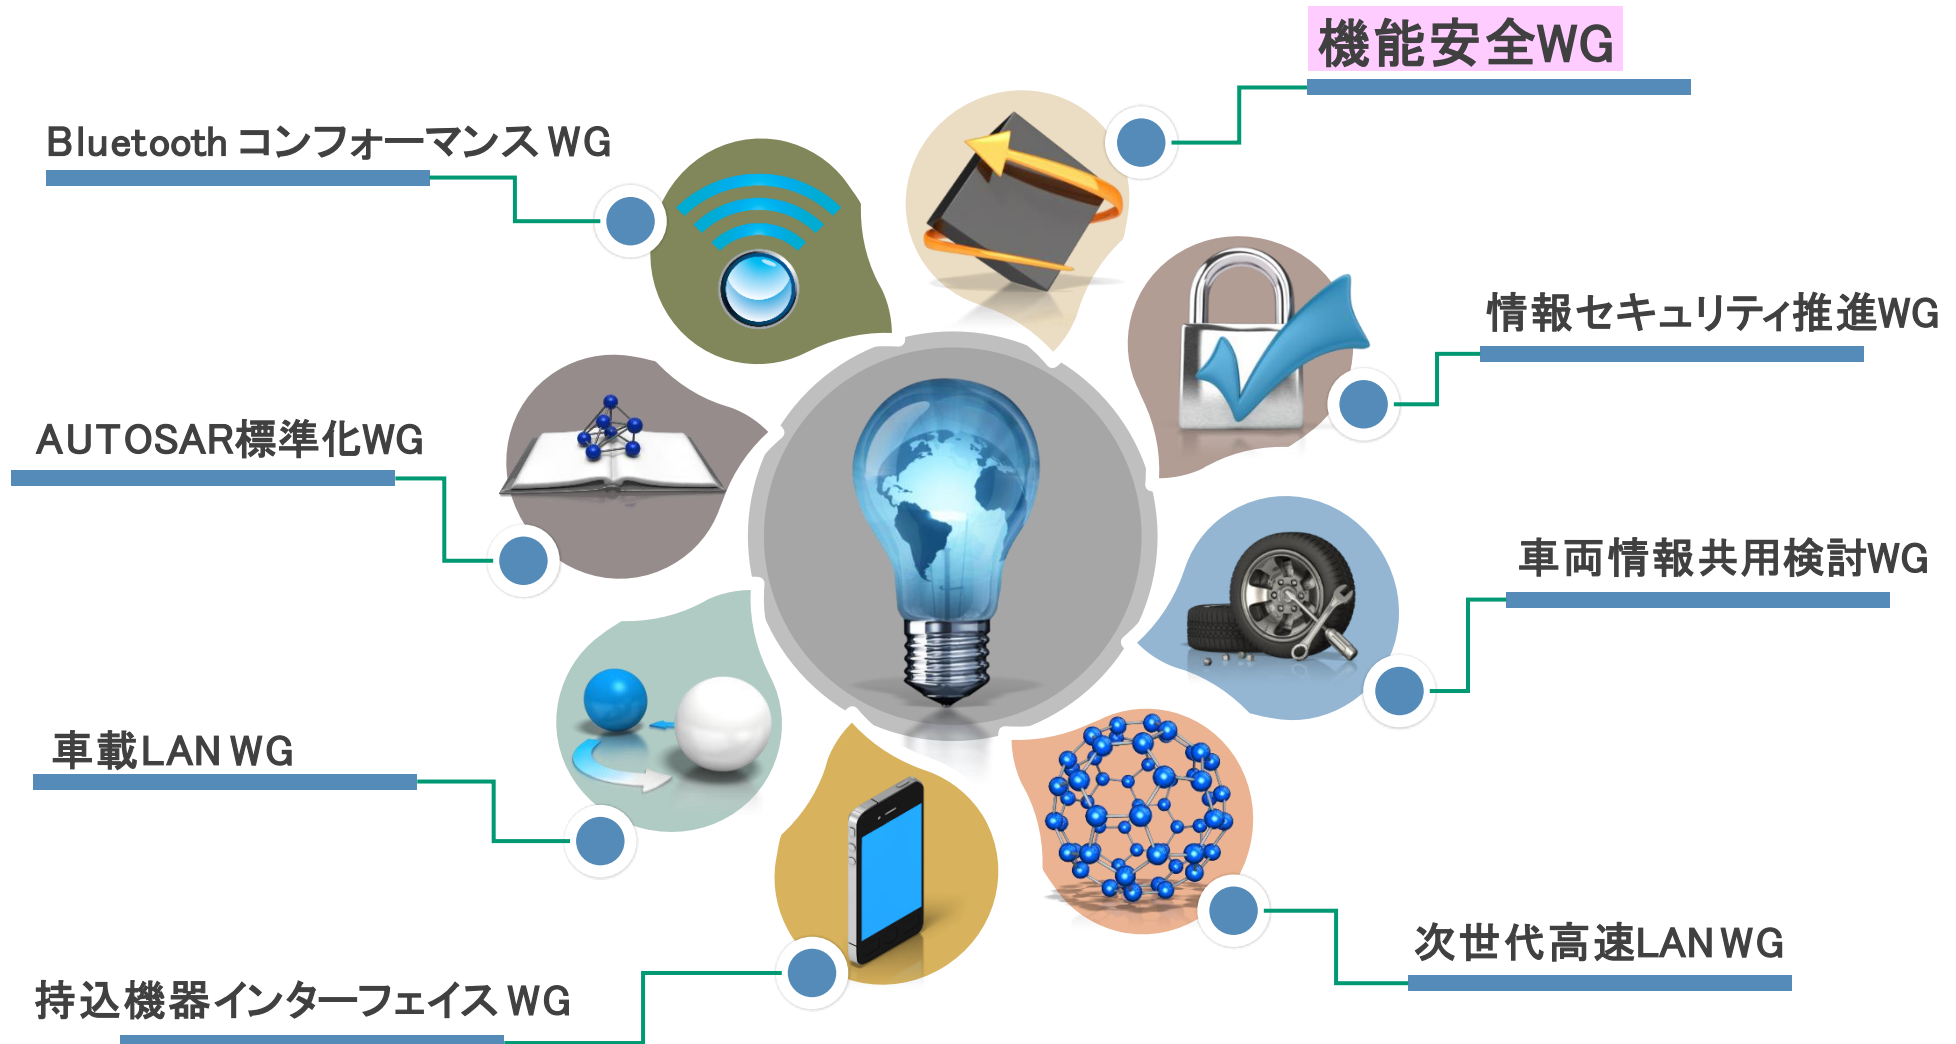 機能安全WG
Bluetooth コンフォーマンス WG
情報セキュリティ推進WG
AUTOSAR標準化WG
車両情報共用検討WG
車載LAN WG
次世代高速LAN WG
持込機器インターフェイス WG